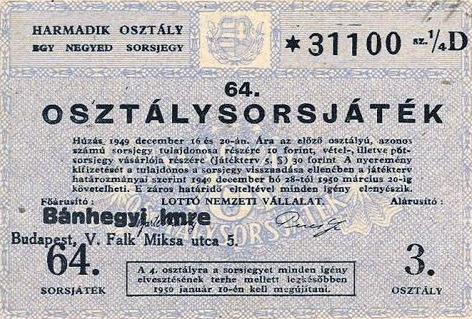 HARMADIK OSZTÁLY
EGY NEGYED SORSJEGY
*31100 sz. 1/4 D
64.
OSZTÁLYSORSJÁTÉK
Húzás 1949 december 16 és 20-án. Ára az előző osztályú, azonos
számú sorsjegy tulajdonosa részére 10 forint, vétel-, illetve pót-
sorsjegy vásárlója részére (Játékterv 5. §) 30 forint. A nyeremény
kifizetését a tulajdonos a sorsjegy visszaadása ellenében a játékterv
határozmányai szerint 1949 december hó 28-tól 1950 március 20-ig
követelheti. E záros határidő elteltével minden igény elenyészik.
Főárusító: LOTTÓ NEMZETI VÁLLALAT. Alárusító:
Bánhegyi Imre
Budapest, V. Falk Miksa utca 5.
64.
SORSJÁTÉK
A 4. osztályra a sorsjegyet minden igény
elvesztésének terhe mellett legkésőbben
1950 január 10-én kell megújítani.
3.
OSZTÁLY